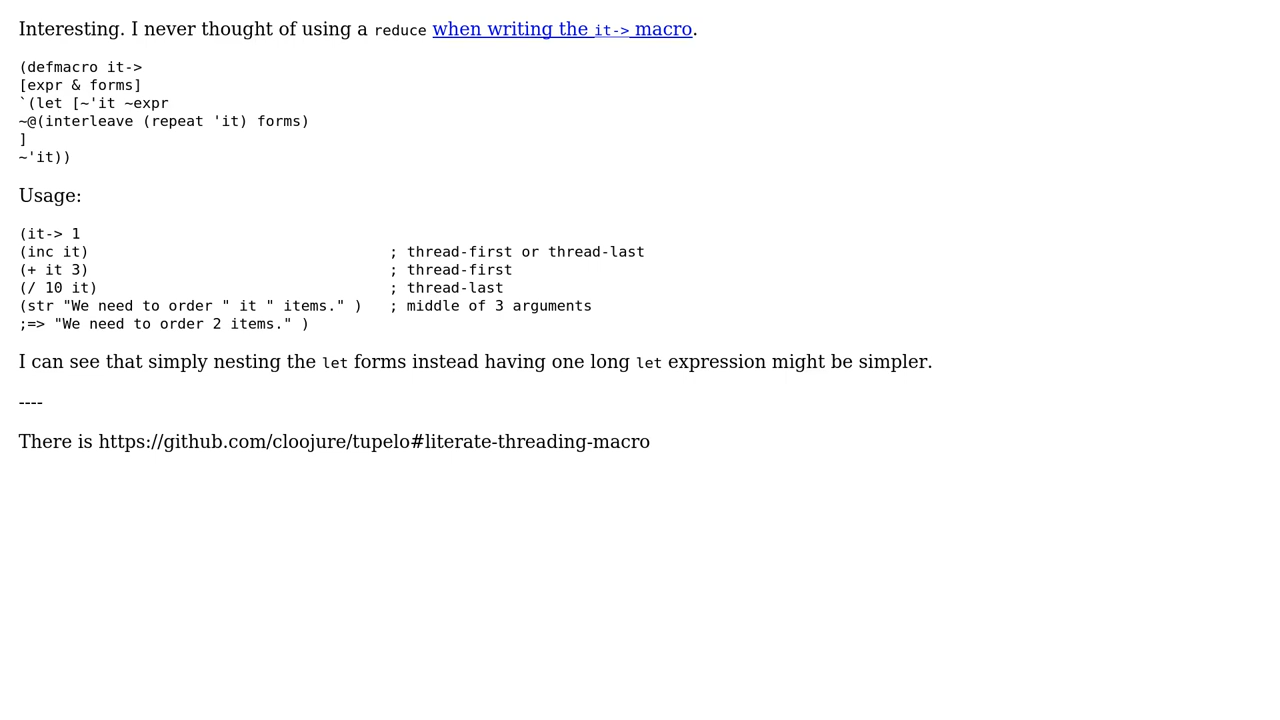 Interesting. I never thought of using a reduce when writing the it-> macro.
(defmacro it->
[expr & forms]
`(let [~'it ~expr
~@(interleave (repeat 'it) forms)
]
~'it))
Usage:
(it-> 1
(inc it)                                  ; thread-first or thread-last
(+ it 3)                                  ; thread-first
(/ 10 it)                                 ; thread-last
(str "We need to order " it " items." )   ; middle of 3 arguments
;=> "We need to order 2 items." )
I can see that simply nesting the let forms instead having one long let expression might be simpler.
----
There is https://github.com/cloojure/tupelo#literate-threading-macro